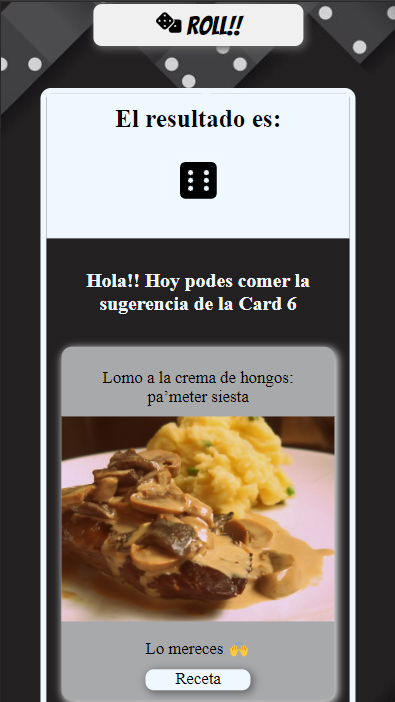 ROLL!!
El resultado es:
Hola!! Hoy podes comer la
sugerencia de la Card 6
Lomo a la crema de hongos:
pa’meter siesta
Lo mereces 🙌
Receta